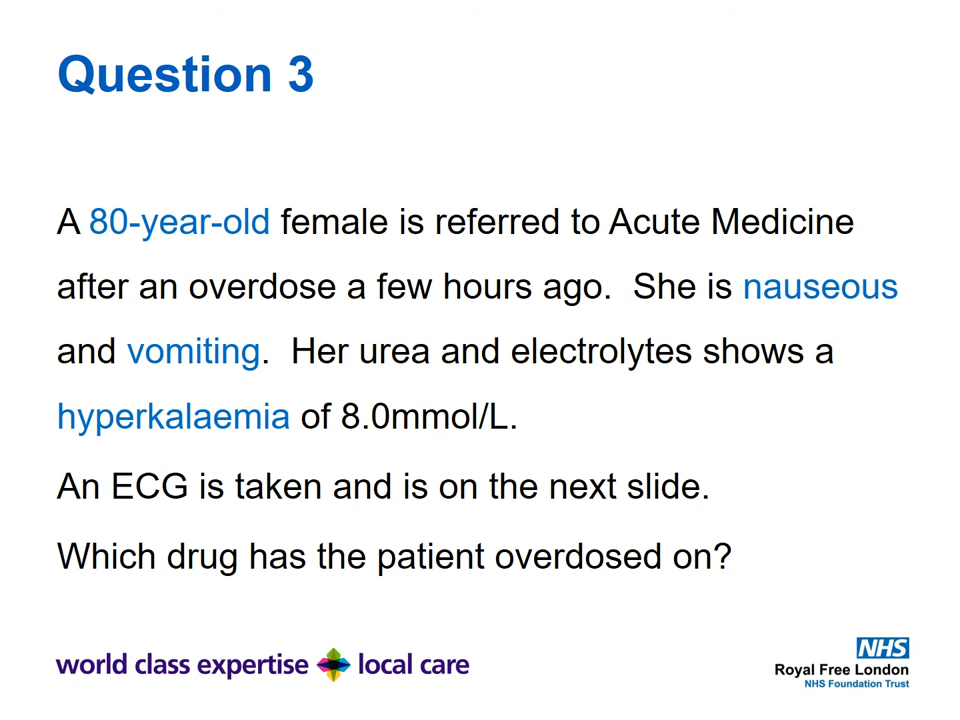 Question 3
A 80-year-old female is referred to Acute Medicine
after an overdose a few hours ago.  She is nauseous
and vomiting.  Her urea and electrolytes shows a
hyperkalaemia of 8.0mmol/L.
An ECG is taken and is on the next slide.
Which drug has the patient overdosed on?
world class expertise local care
NHS
Royal Free London
NHS Foundation Trust